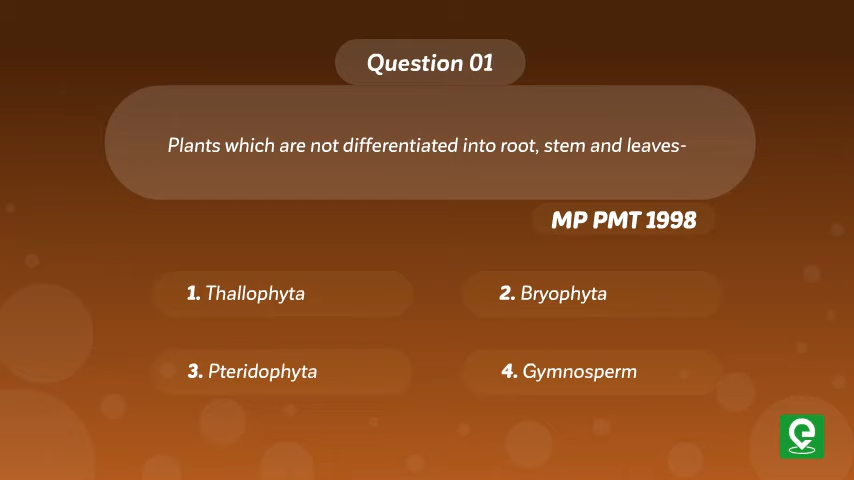 Question 01
Plants which are not differentiated into root, stem and leaves-
MP PMT 1998
1. Thallophyta
2. Bryophyta
3. Pteridophyta
4. Gymnosperm